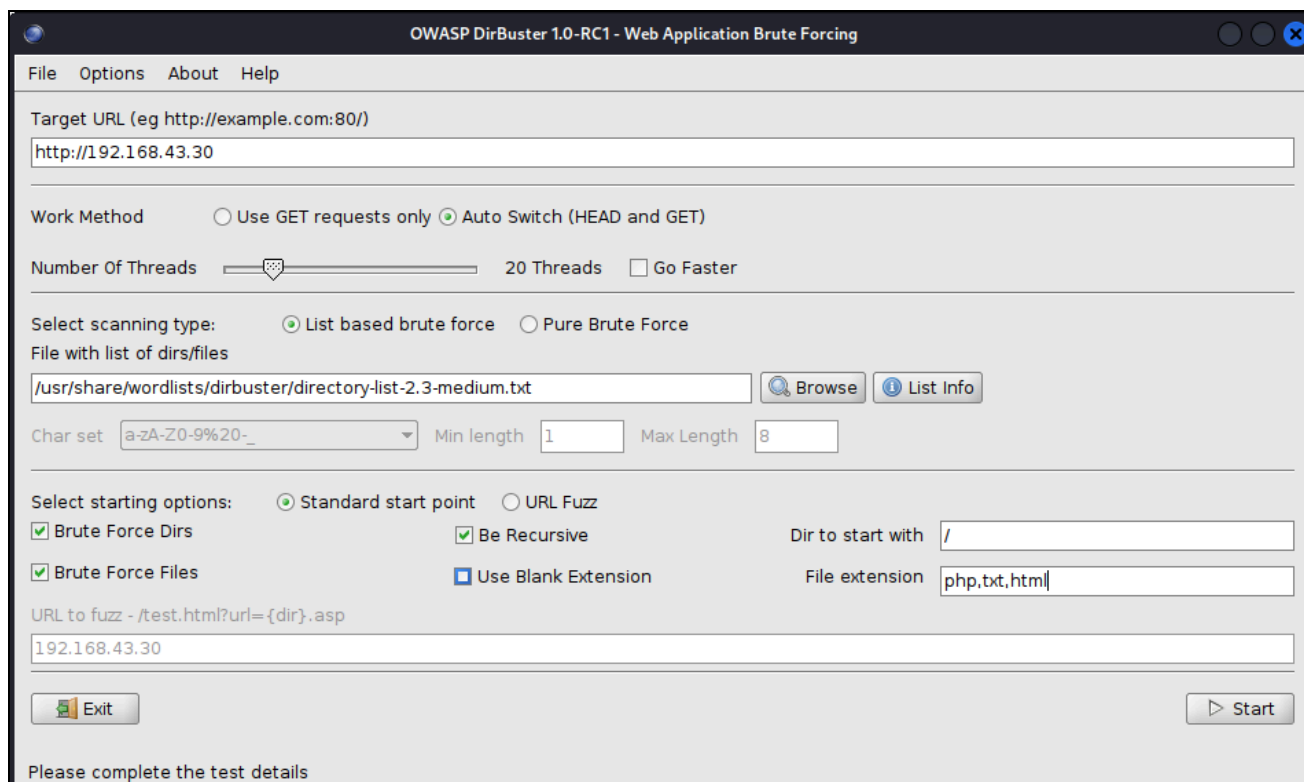 OWASP DirBuster 1.0-RC1 - Web Application Brute Forcing
File Options About Help
Target URL (eg http://example.com:80/)
http://192.168.43.30
Work Method Use GET requests only Auto Switch (HEAD and GET)
Number Of Threads 20 Threads Go Faster
Select scanning type: List based brute force Pure Brute Force
File with list of dirs/files
/usr/share/wordlists/dirbuster/directory-list-2.3-medium.txt Browse List Info
Char set a-zA-Z0-9%20-_ Min length 1 Max Length 8
Select starting options: Standard start point URL Fuzz
Brute Force Dirs Be Recursive Dir to start with /
Brute Force Files Use Blank Extension File extension php,txt,html
URL to fuzz - /test.html?url={dir}.asp
192.168.43.30
Exit Start
Please complete the test details